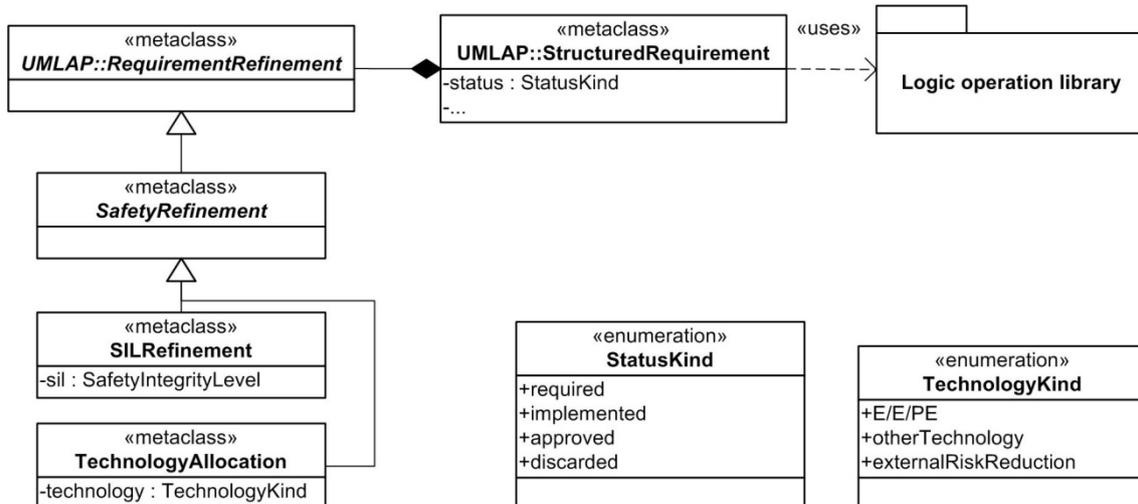 «metaclass»
UMLAP::RequirementRefinement
«metaclass»
UMLAP::StructuredRequirement
-status : StatusKind
-...
«uses»
Logic operation library
«metaclass»
SafetyRefinement
«metaclass»
SILRefinement
-sil : SafetyIntegrityLevel
«metaclass»
TechnologyAllocation
-technology : TechnologyKind
«enumeration»
StatusKind
+required
+implemented
+approved
+discarded
«enumeration»
TechnologyKind
+E/E/PE
+otherTechnology
+externalRiskReduction